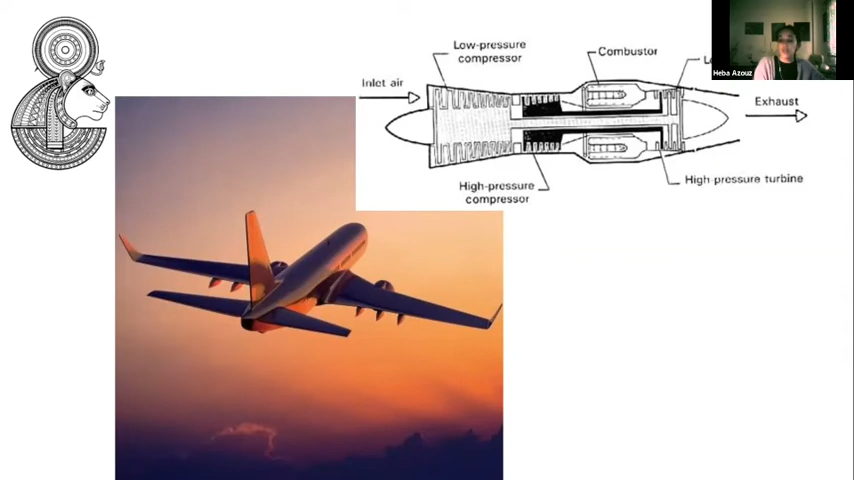 Low-pressure
compressor
Combustor
Inlet air
Exhaust
High-pressure
compressor
High-pressure turbine
Heba Azouz